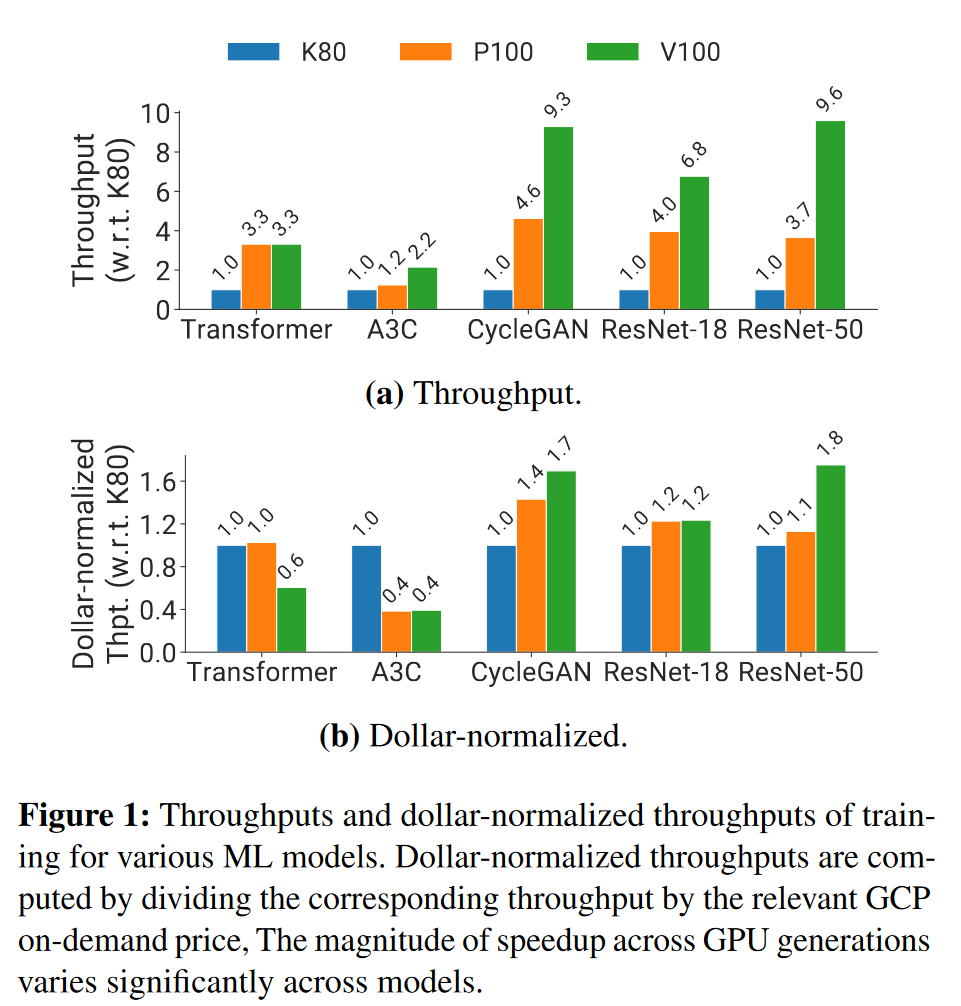 K80 P100 V100
Throughput
(w.r.t. K80)
10
8
6
4
2
0
1.0 3.3 3.3
1.0 1.2 2.2
1.0 4.6 9.3
1.0 4.0 6.8
1.0 3.7 9.6
Transformer A3C CycleGAN ResNet-18 ResNet-50
(a) Throughput.
Dollar-normalized
Thpt. (w.r.t. K80)
1.6
1.2
0.8
0.4
0.0
1.0 1.0 0.6
1.0 0.4 0.4
1.0 1.4 1.7
1.0 1.2 1.2
1.0 1.1 1.8
Transformer A3C CycleGAN ResNet-18 ResNet-50
(b) Dollar-normalized.
Figure 1: Throughputs and dollar-normalized throughputs of train-
ing for various ML models. Dollar-normalized throughputs are com-
puted by dividing the corresponding throughput by the relevant GCP
on-demand price, The magnitude of speedup across GPU generations
varies significantly across models.